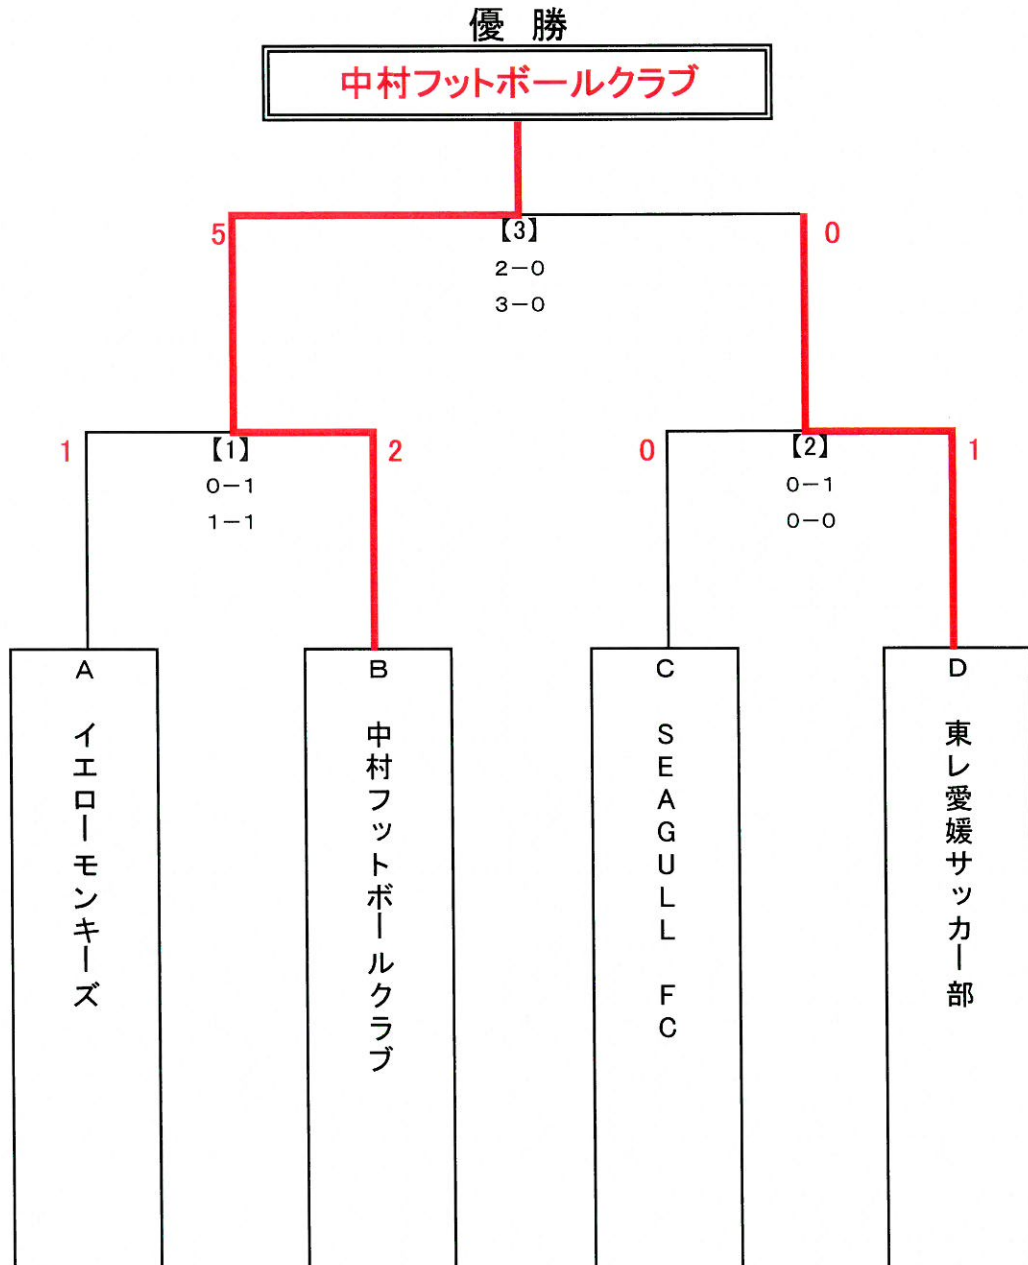 優勝
中村フットボールクラブ
5
【3】
0
2-0
3-0
1
【1】
2
0-1
1-1
0
【2】
1
0-1
0-0
A イエローモンキーズ
B 中村フットボールクラブ
C SEAGULL FC
D 東レ愛媛サッカー部